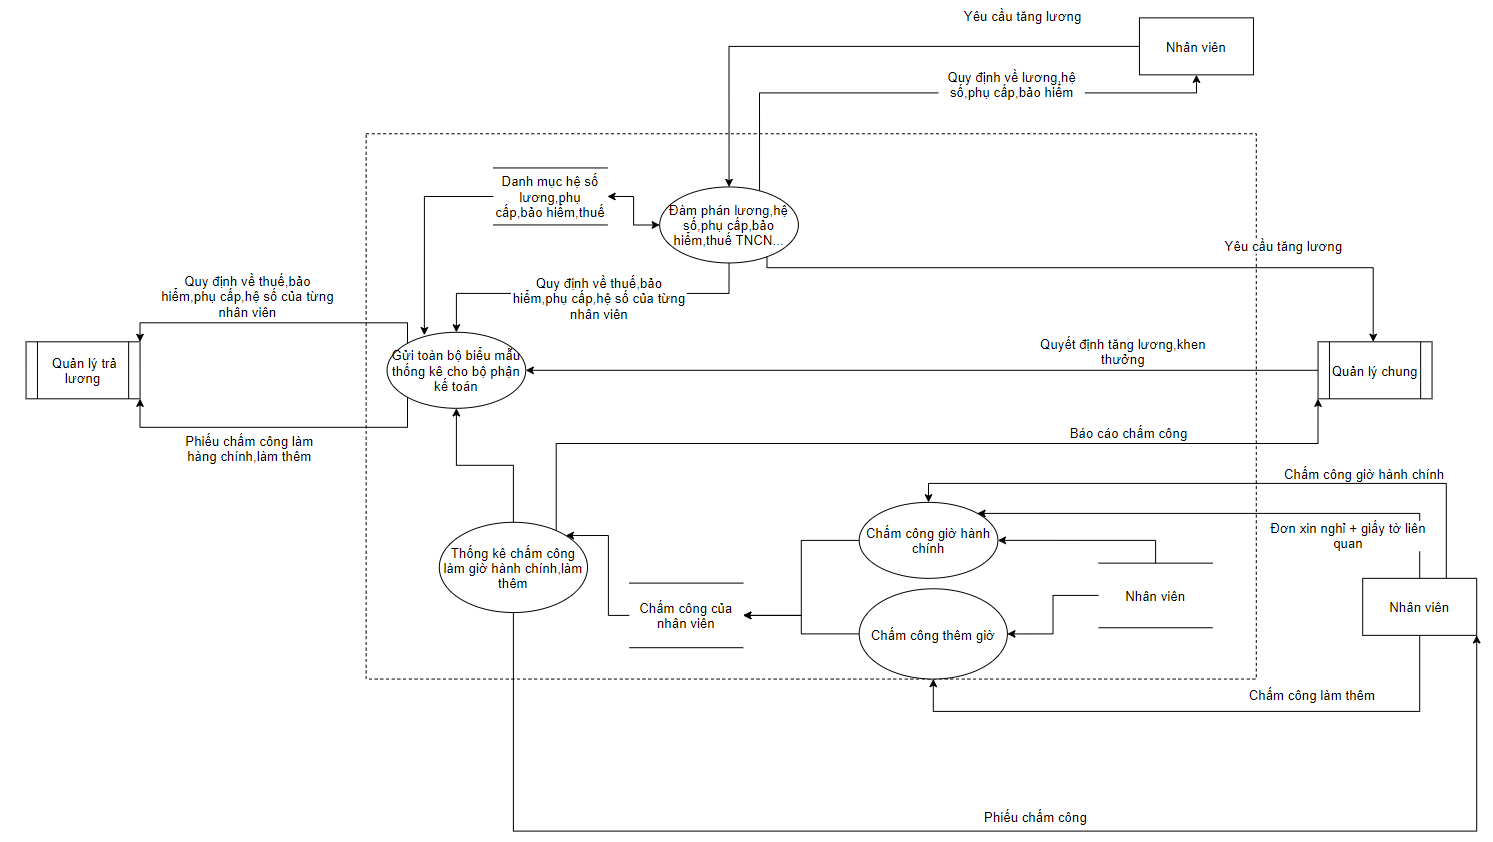 Yêu cầu tăng lương
Nhân viên
Quy định về lương,hệ
số,phụ cấp,bảo hiểm
Danh mục hệ số
lương,phụ
cấp,bảo hiểm,thuế
Đàm phán lương,hệ
số,phụ cấp,bảo
hiểm,thuế TNCN...
Yêu cầu tăng lương
Quy định về thuế,bảo
hiểm,phụ cấp,hệ số của từng
nhân viên
Quy định về thuế,bảo
hiểm,phụ cấp,hệ số của từng
nhân viên
Quản lý trả
lương
Gửi toàn bộ biểu mẫu
thống kê cho bộ phận
kế toán
Quyết định tăng lương,khen
thưởng
Quản lý chung
Phiếu chấm công làm
hàng chính,làm thêm
Báo cáo chấm công
Chấm công giờ hành chính
Đơn xin nghỉ + giấy tờ liên
quan
Chấm công giờ hành
chính
Thống kê chấm công
làm giờ hành chính,làm
thêm
Chấm công của
nhân viên
Nhân viên
Nhân viên
Chấm công thêm giờ
Chấm công làm thêm
Phiếu chấm công